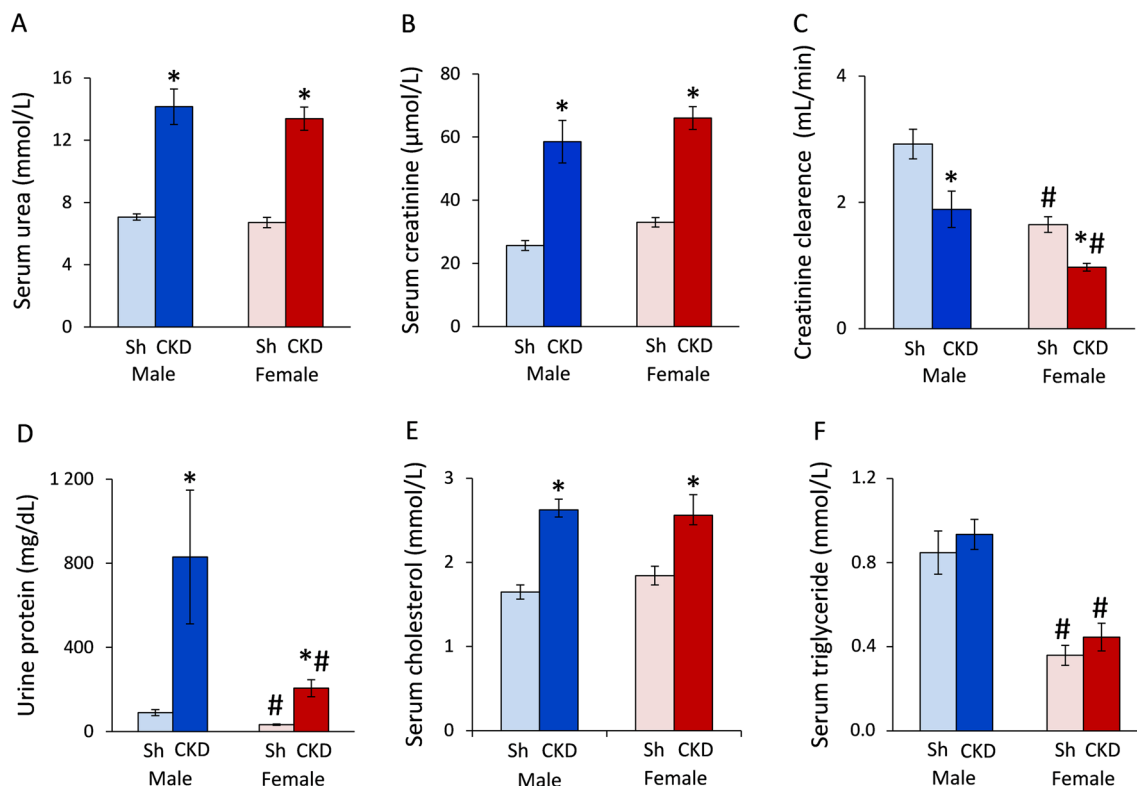 A
Serum urea (mmol/L)
16
12
8
4
0
*
*
Sh CKD Sh CKD
Male Female
B
Serum creatinine (µmol/L)
80
60
40
20
0
*
*
Sh CKD Sh CKD
Male Female
C
Creatinine clearence (mL/min)
4
2
0
*
#
*#
Sh CKD Sh CKD
Male Female
D
Urine protein (mg/dL)
1 200
800
400
0
*
#
*#
Sh CKD Sh CKD
Male Female
E
Serum cholesterol (mmol/L)
3
2
1
0
*
*
Sh CKD Sh CKD
Male Female
F
Serum triglyceride (mmol/L)
1.2
0.8
0.4
0.0
#
#
Sh CKD Sh CKD
Male Female